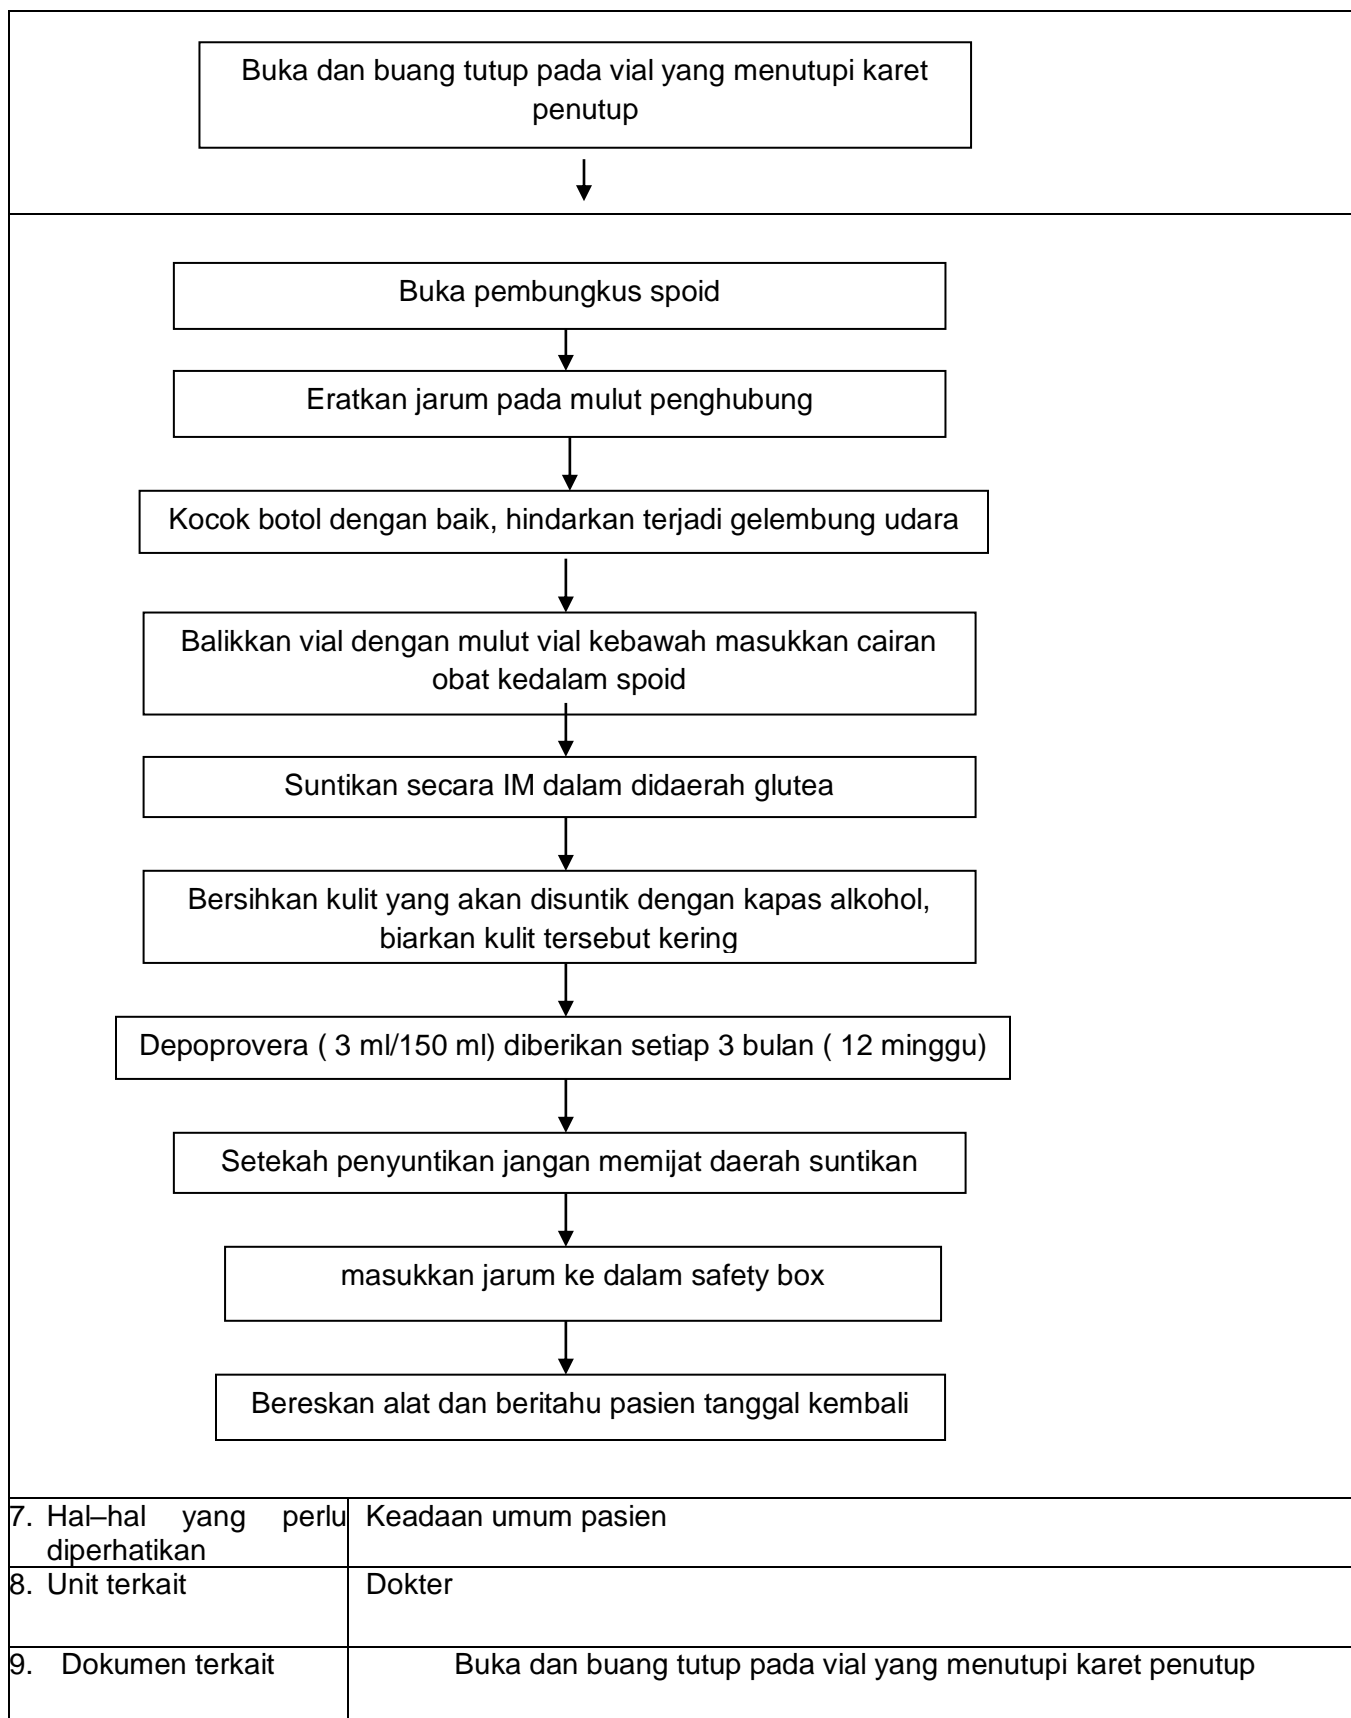 Buka dan buang tutup pada vial yang menutupi karet
penutup
Buka pembungkus spoid
Eratkan jarum pada mulut penghubung
Kocok botol dengan baik, hindarkan terjadi gelembung udara
Balikkan vial dengan mulut vial kebawah masukkan cairan
obat kedalam spoid
Suntikan secara IM dalam didaerah glutea
Bersihkan kulit yang akan disuntik dengan kapas alkohol,
biarkan kulit tersebut kering
Depoprovera ( 3 ml/150 ml) diberikan setiap 3 bulan ( 12 minggu)
Setekah penyuntikan jangan memijat daerah suntikan
masukkan jarum ke dalam safety box
Bereskan alat dan beritahu pasien tanggal kembali
7. Hal–hal yang perlu
diperhatikan
Keadaan umum pasien
8. Unit terkait
Dokter
9. Dokumen terkait
Buka dan buang tutup pada vial yang menutupi karet penutup